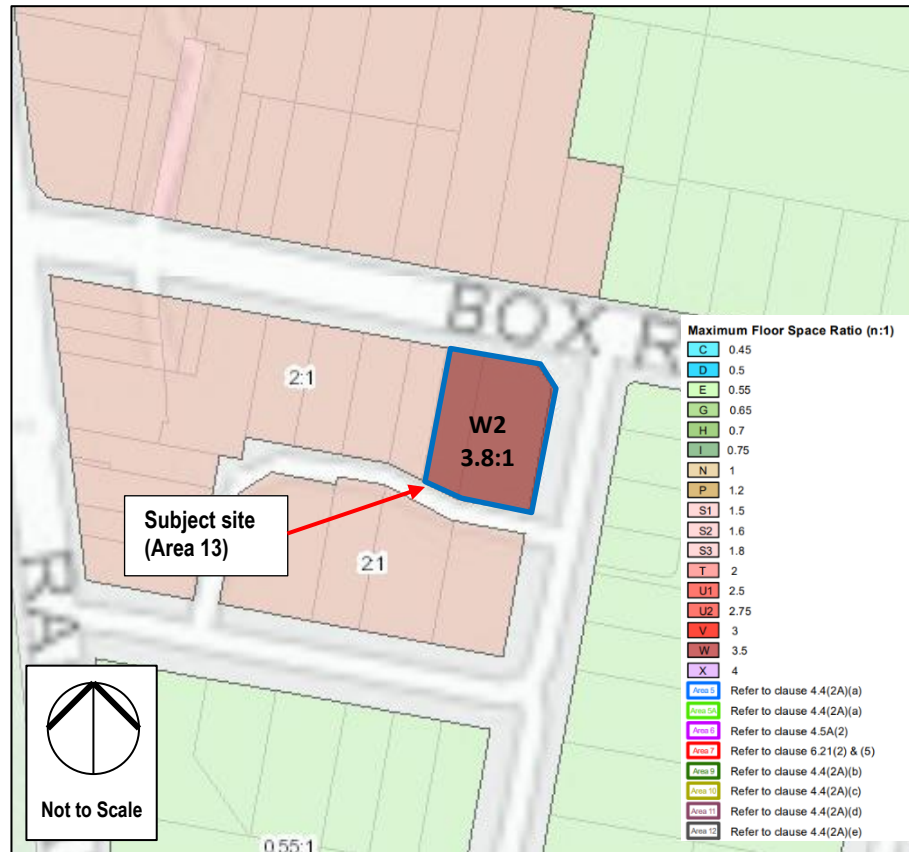 BOX R
2:1
W2
3.8:1
Subject site
(Area 13)
2:1
RA
Not to Scale
0.55:1
Maximum Floor Space Ratio (n:1)
C 0.45
D 0.5
E 0.55
G 0.65
H 0.7
I 0.75
N 1
P 1.2
S1 1.5
S2 1.6
S3 1.8
T 2
U1 2.5
U2 2.75
V 3
W 3.5
X 4
Area 5 Refer to clause 4.4(2A)(a)
Area 5A Refer to clause 4.4(2A)(a)
Area 6 Refer to clause 4.5A(2)
Area 7 Refer to clause 6.21(2) & (5)
Area 9 Refer to clause 4.4(2A)(b)
Area 10 Refer to clause 4.4(2A)(c)
Area 11 Refer to clause 4.4(2A)(d)
Area 12 Refer to clause 4.4(2A)(e)